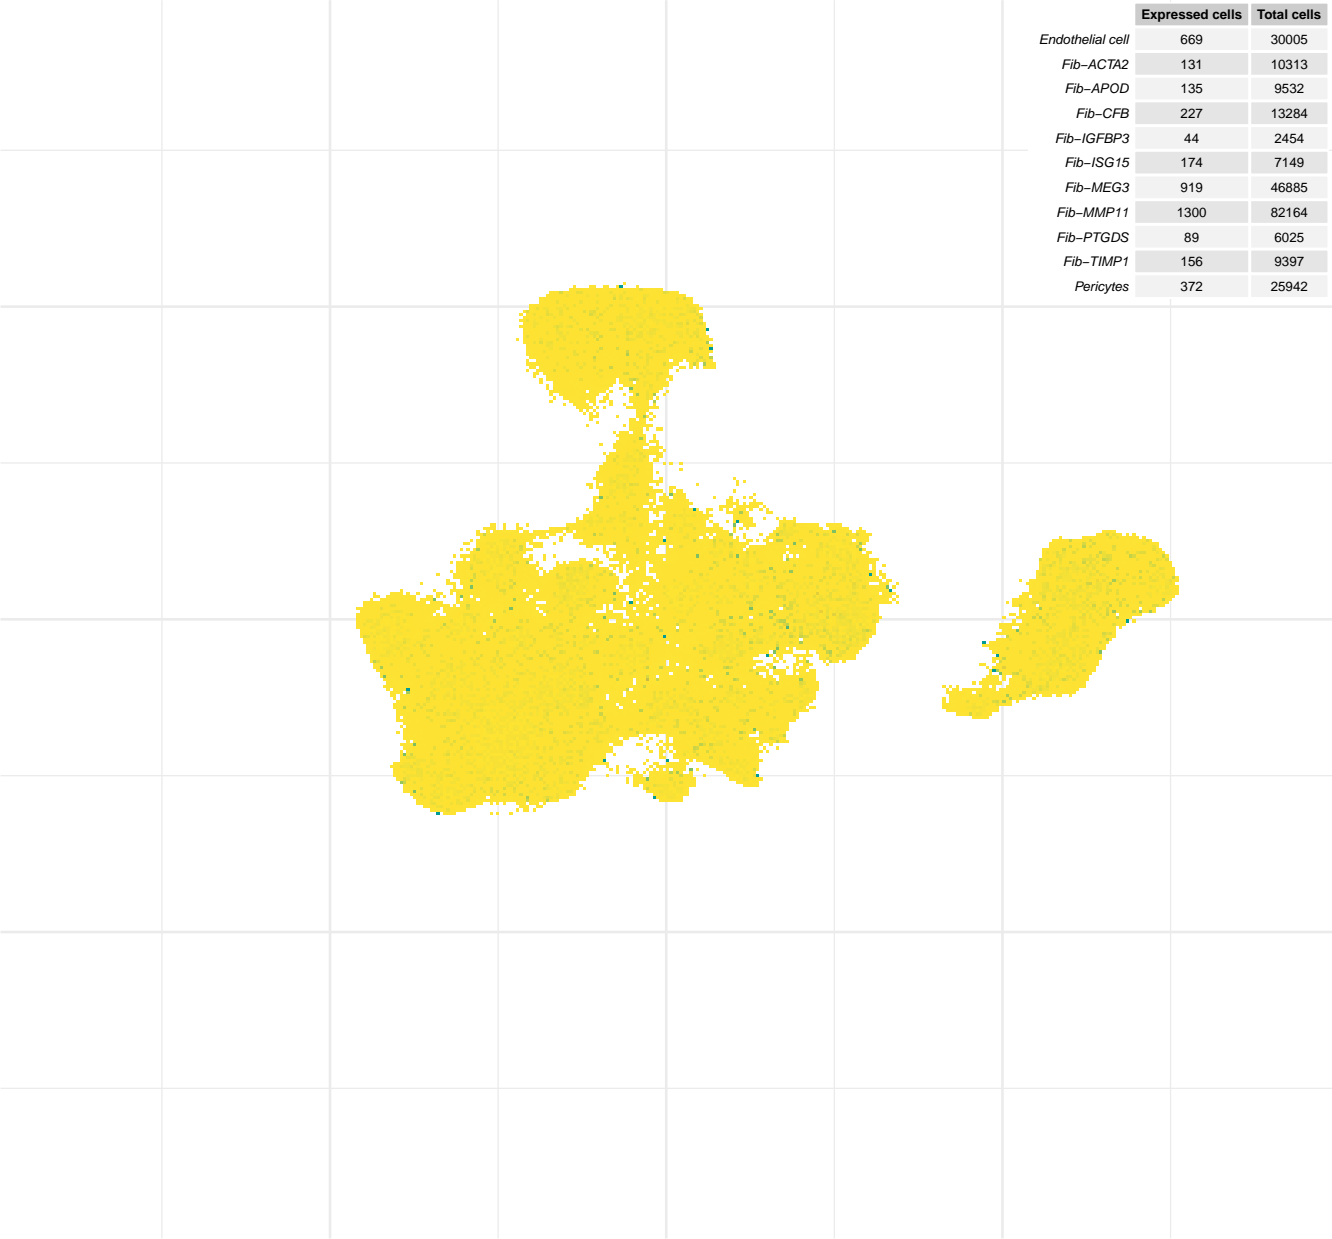 Expressed cells Total cells
Endothelial cell 669 30005
Fib−ACTA2 131 10313
Fib−APOD 135 9532
Fib−CFB 227 13284
Fib−IGFBP3 44 2454
Fib−ISG15 174 7149
Fib−MEG3 919 46885
Fib−MMP11 1300 82164
Fib−PTGDS 89 6025
Fib−TIMP1 156 9397
Pericytes 372 25942